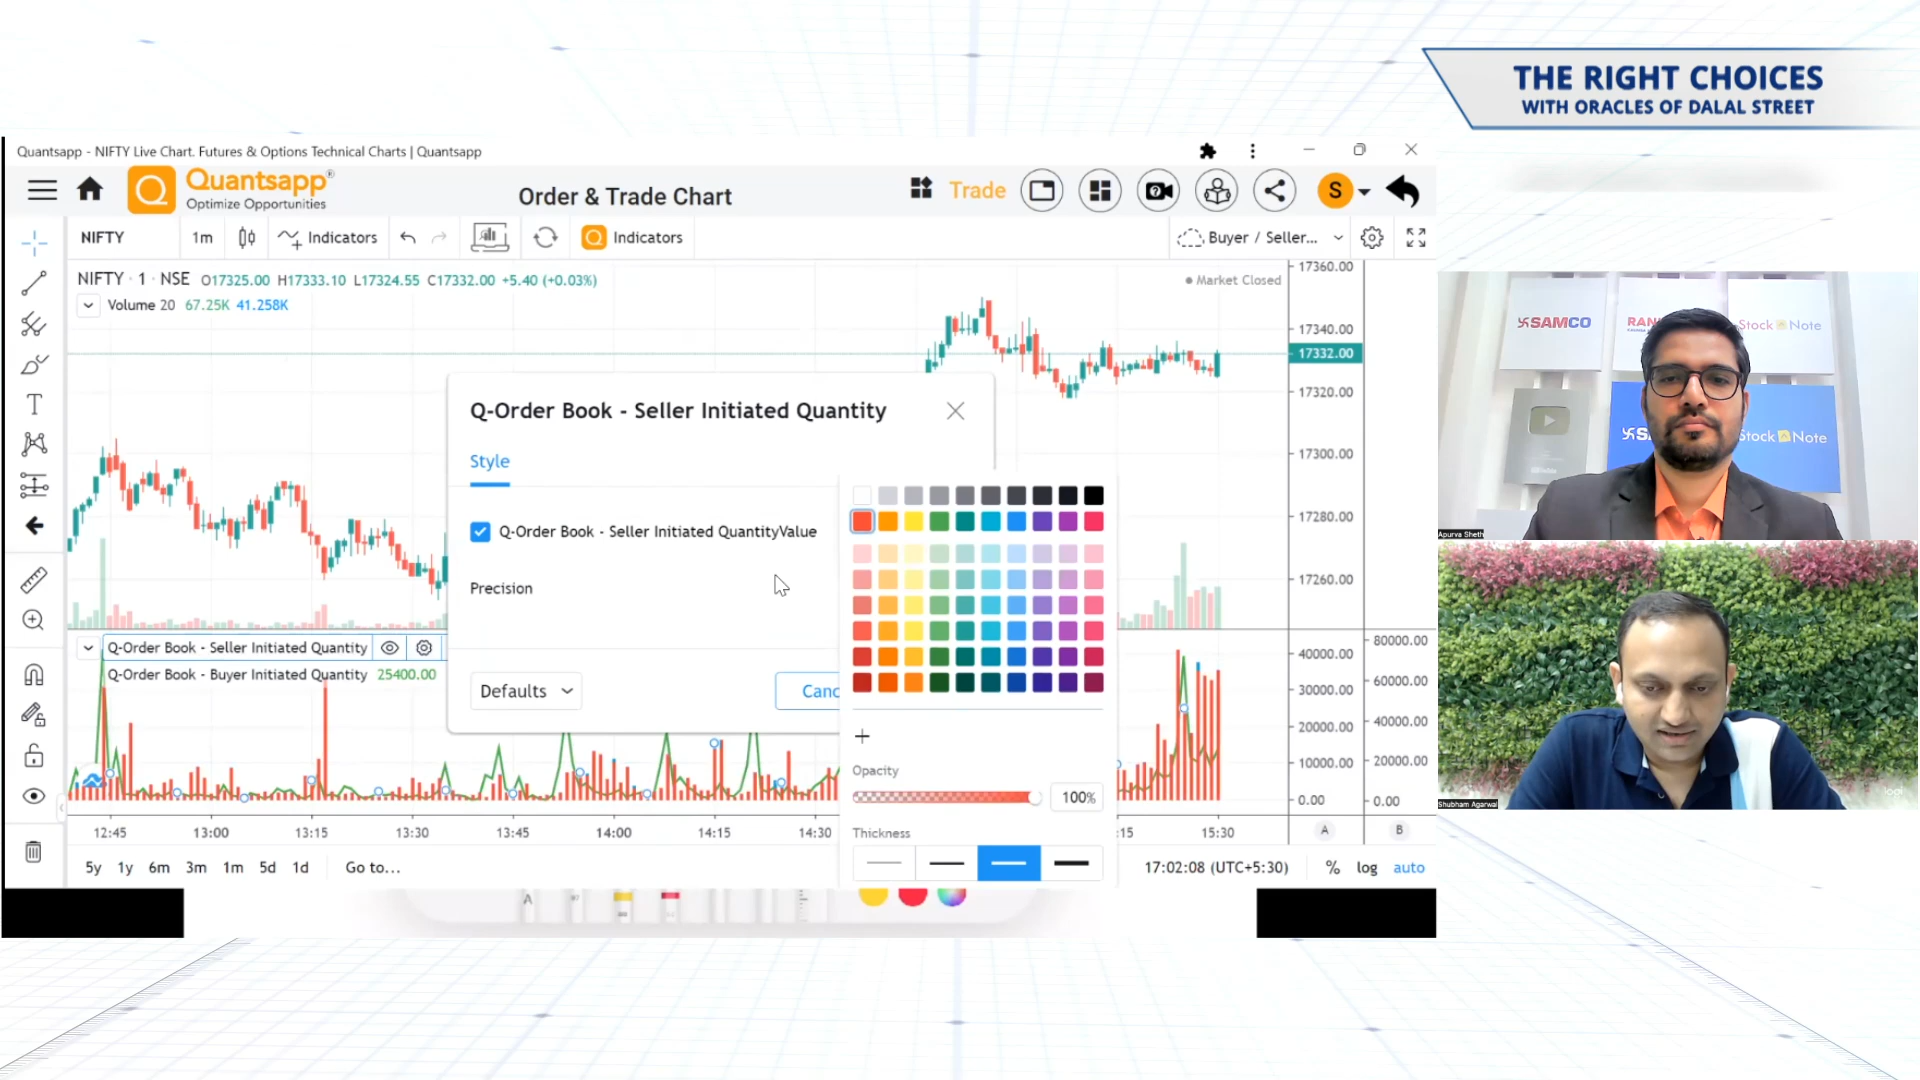 THE RIGHT CHOICES
WITH ORACLES OF DALAL STREET
Quantsapp - NIFTY Live Chart. Futures & Options Technical Charts | Quantsapp
Quantsapp®
Optimize Opportunities
Order & Trade Chart
Trade
S
NIFTY
1m
Indicators
Indicators
Buyer / Seller...
NIFTY · 1 · NSE O17325.00 H17333.10 L17324.55 C17332.00 +5.40 (+0.03%)
Market Closed
Volume 20 67.25K 41.258K
17360.00
17340.00
17332.00
17320.00
17300.00
17280.00
17260.00
Q-Order Book - Seller Initiated Quantity
Style
Q-Order Book - Seller Initiated QuantityValue
Precision
Defaults
Canc
Opacity
100%
Thickness
Q-Order Book - Seller Initiated Quantity
Q-Order Book - Buyer Initiated Quantity 25400.00
40000.00
30000.00
20000.00
10000.00
0.00
80000.00
60000.00
40000.00
20000.00
0.00
12:45 13:00 13:15 13:30 13:45 14:00 14:15 14:30 :15 15:30
A
B
5y 1y 6m 3m 1m 5d 1d Go to...
17:02:08 (UTC+5:30) % log auto
SAMCO
RAN
Stock Note
Stock Note
Apurva Sheth
Shubham Agarwal
logi